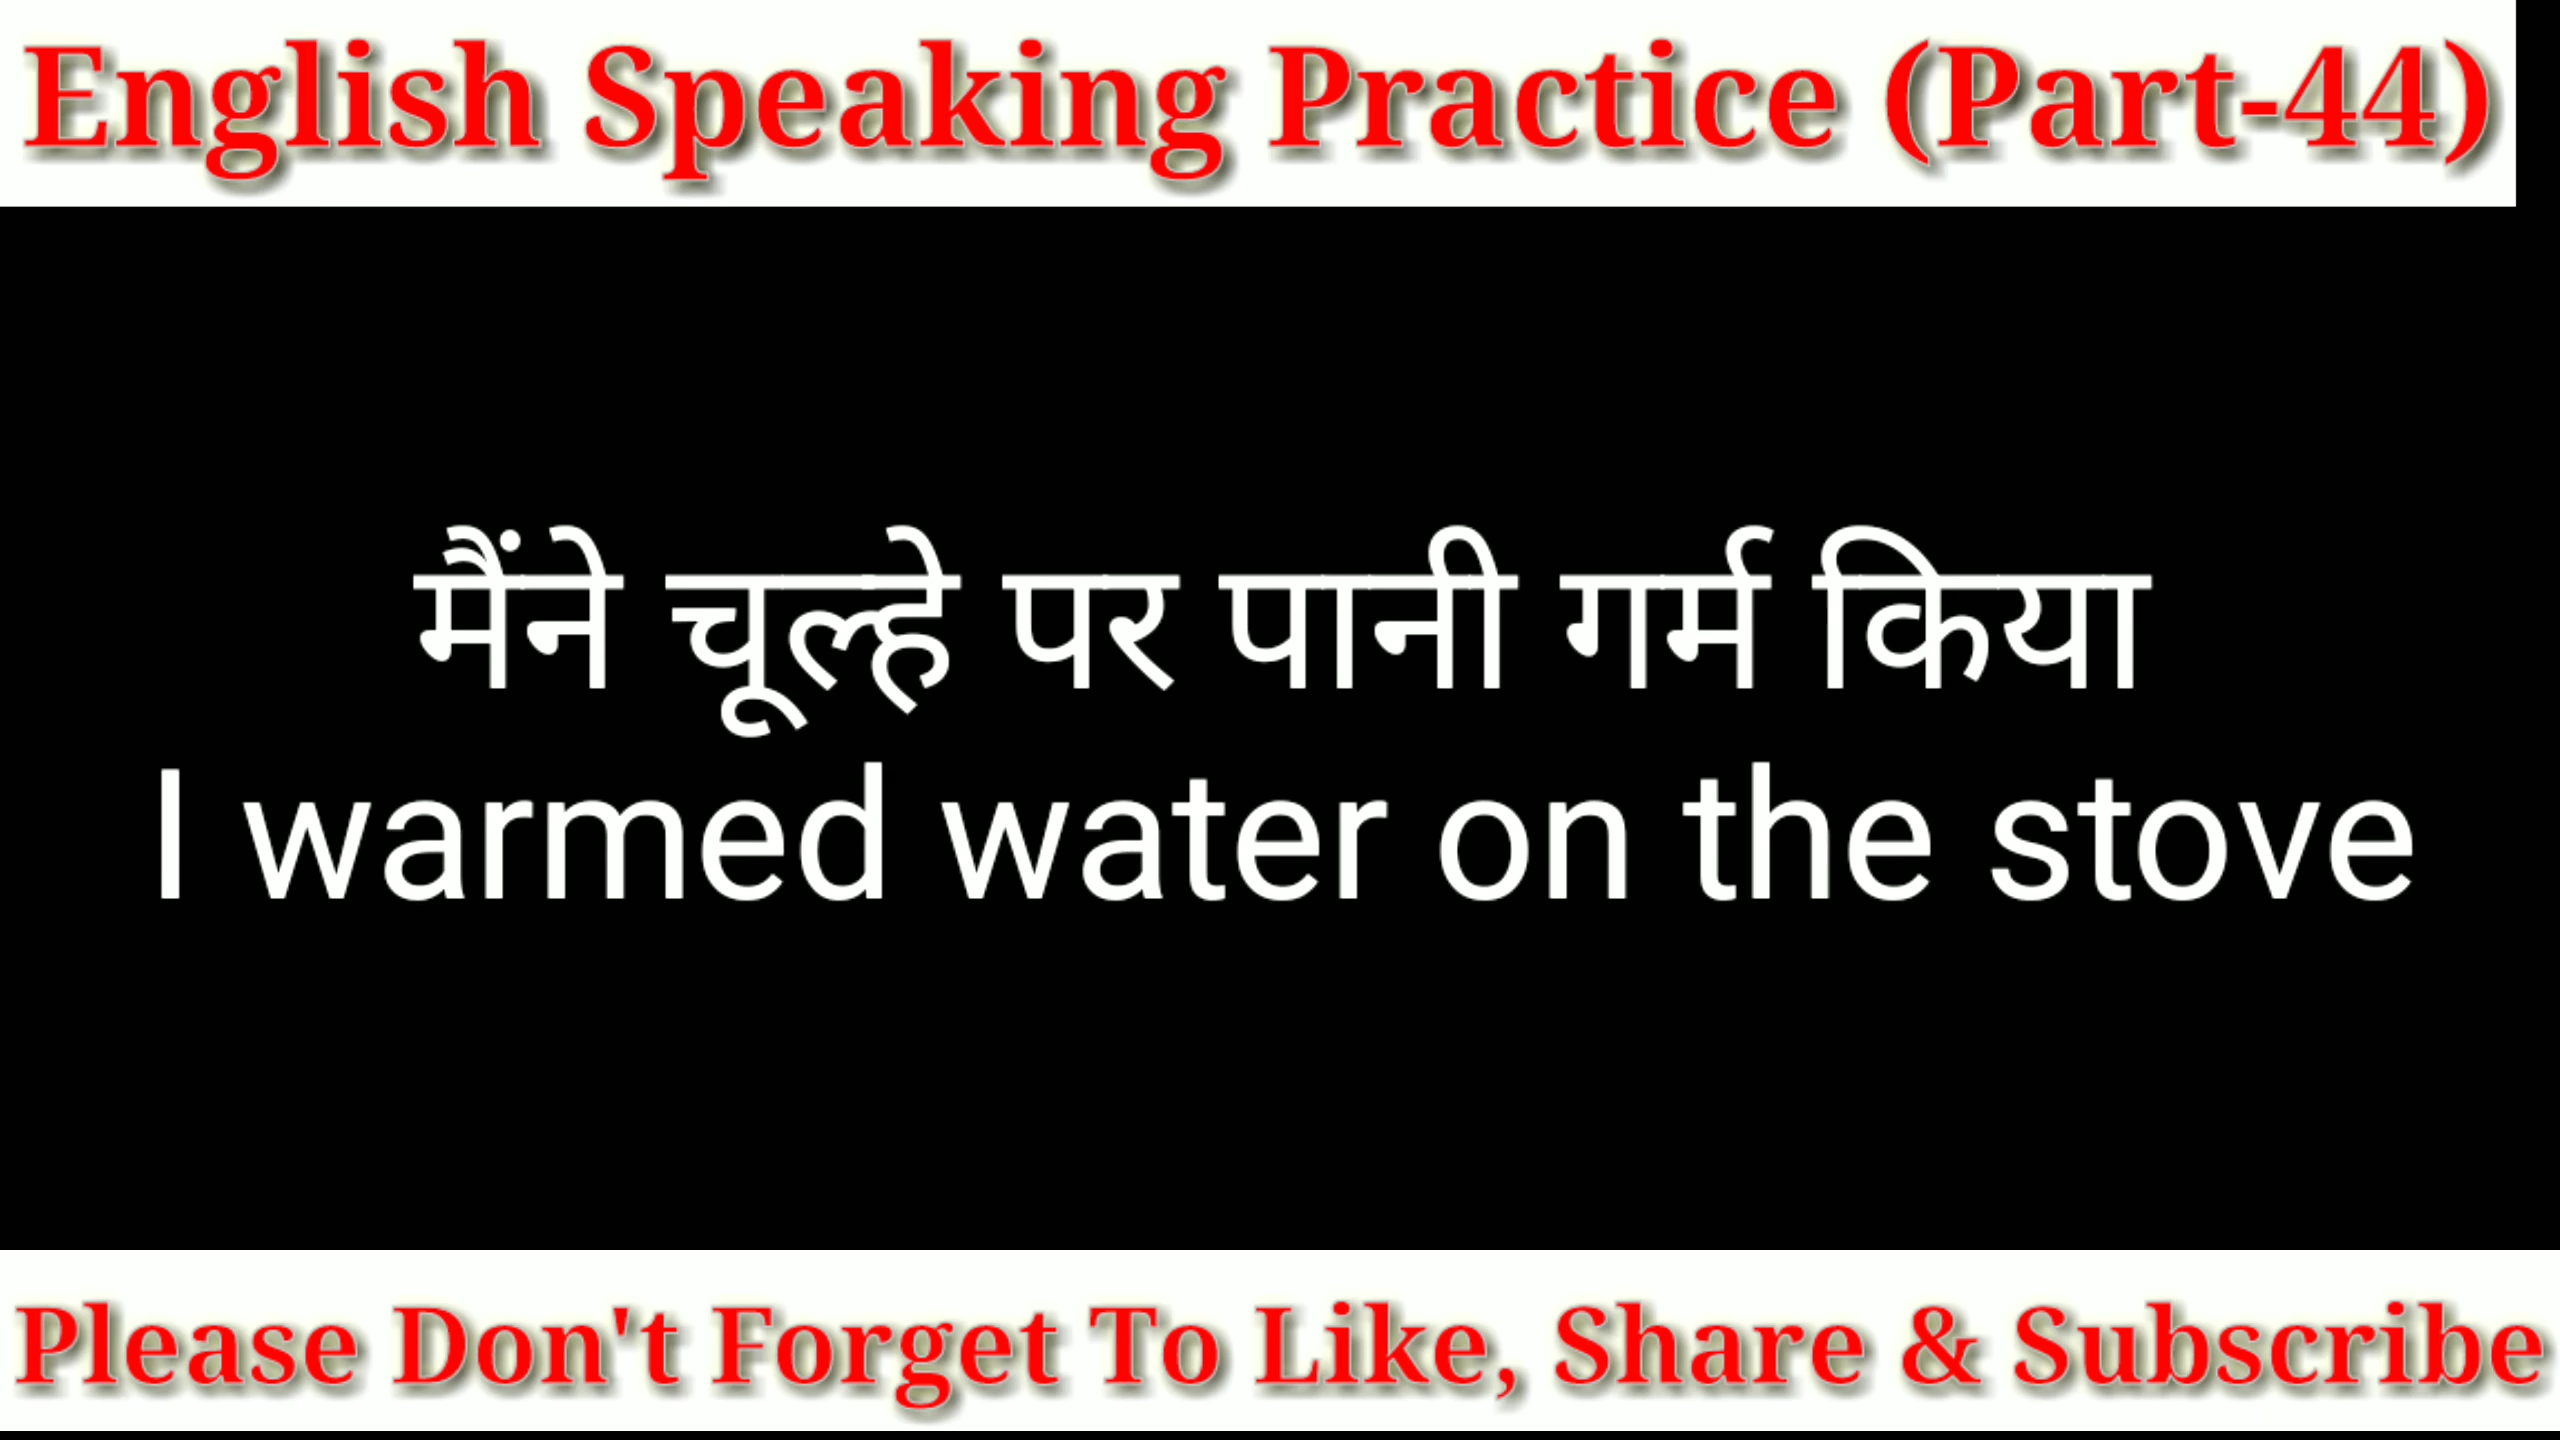 English Speaking Practice (Part-44)
मैंने चूल्हे पर पानी गर्म किया
I warmed water on the stove
Please Don't Forget To Like, Share & Subscribe